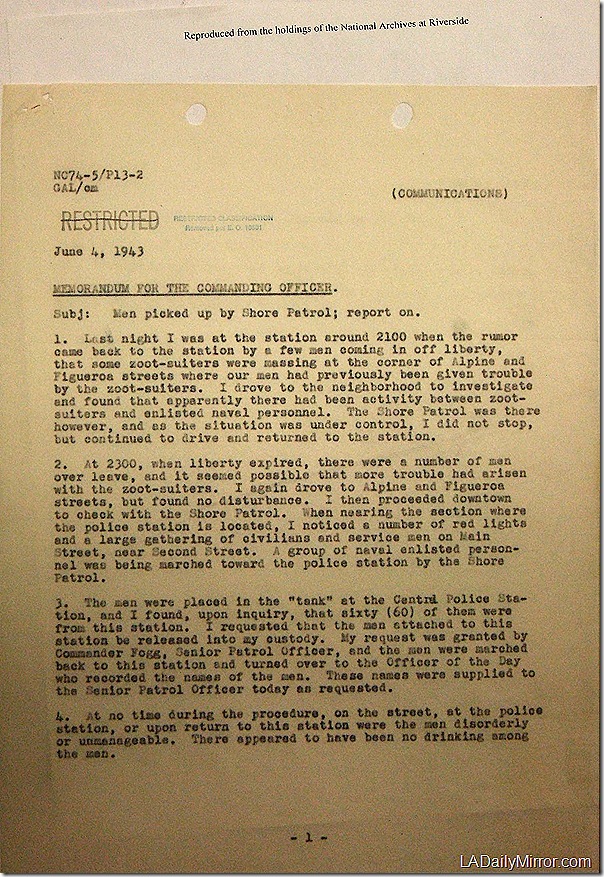 Reproduced from the holdings of the National Archives at Riverside
NC74-5/P13-2
GAL/cm
(COMMUNICATIONS)
RESTRICTED
RESTRICTED CLASSIFICATION
Removed per E. O. 10501
June 4, 1943
MEMORANDUM FOR THE COMMANDING OFFICER.
Subj: Men picked up by Shore Patrol; report on.
1. Last night I was at the station around 2100 when the rumor
came back to the station by a few men coming in off liberty,
that some zoot-suiters were massing at the corner of Alpine and
Figueroa streets where our men had previously been given trouble
by the zoot-suiters. I drove to the neighborhood to investigate
and found that apparently there had been activity between zoot-
suiters and enlisted naval personnel. The Shore Patrol was there
however, and as the situation was under control, I did not stop,
but continued to drive and returned to the station.
2. At 2300, when liberty expired, there were a number of men
over leave, and it seemed possible that more trouble had arisen
with the zoot-suiters. I again drove to Alpine and Figueroa
streets, but found no disturbance. I then proceeded downtown
to check with the Shore Patrol. When nearing the section where
the police station is located, I noticed a number of red lights
and a large gathering of civilians and service men on Main
Street, near Second Street. A group of naval enlisted person-
nel was being marched toward the police station by the Shore
Patrol.
3. The men were placed in the "tank" at the Central Police Sta-
tion, and I found, upon inquiry, that sixty (60) of them were
from this station. I requested that the men attached to this
station be released into my custody. My request was granted by
Commander Fogg, Senior Patrol Officer, and the men were marched
back to this station and turned over to the Officer of the Day
who recorded the names of the men. These names were supplied to
the Senior Patrol Officer today as requested.
4. At no time during the procedure, on the street, at the police
station, or upon return to this station were the men disorderly
or unmanageable. There appeared to have been no drinking among
the men.
- 1 -
LADailyMirror.com